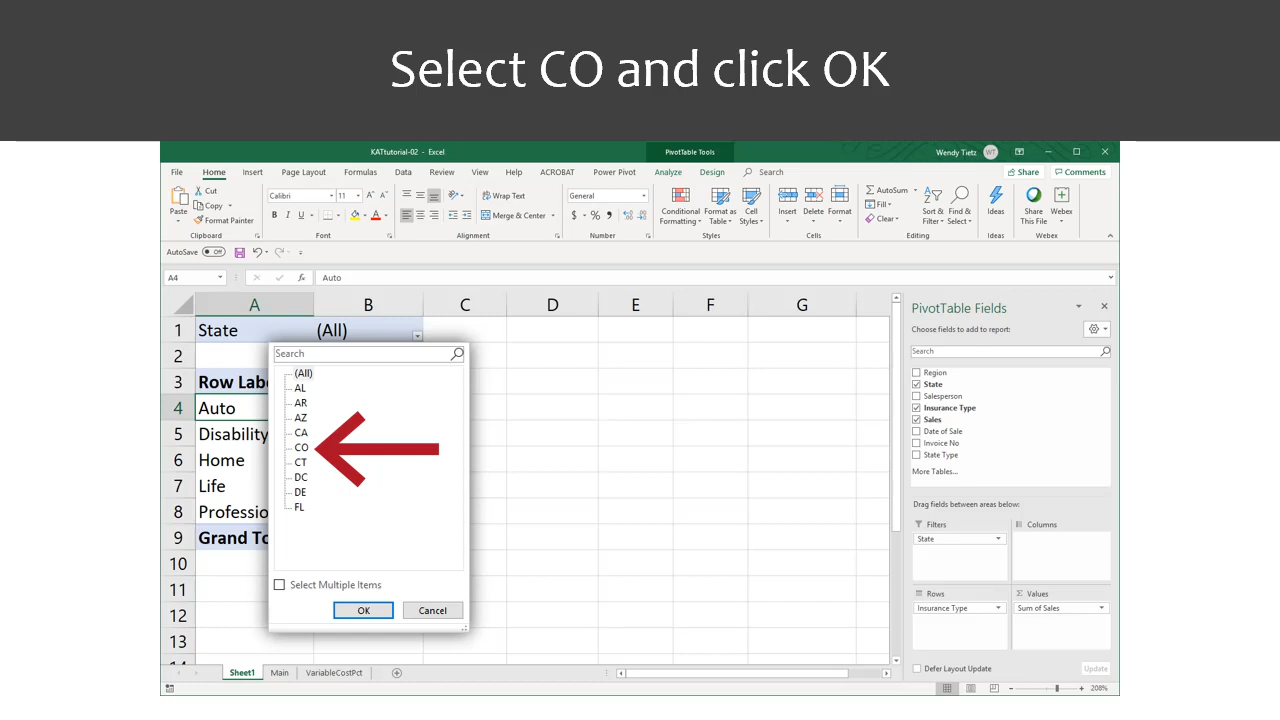 Select CO and click OK
KATtutorial-02 - Excel
PivotTable Tools
Wendy Tietz WT
File Home Insert Page Layout Formulas Data Review View Help ACROBAT Power Pivot Analyze Design Search Share Comments
Paste
Cut
Copy
Format Painter
Clipboard
Calibri 11 A A
B I U A
Font
Wrap Text
Merge & Center
Alignment
General
$ % ,
Number
Conditional Formatting
Format as Table
Cell Styles
Styles
Insert Delete Format
Cells
AutoSum
Fill
Clear
Sort & Filter
Find & Select
Editing
Ideas
Ideas
Share This File
Webex
Webex
AutoSave Off
A4 fx Auto
A B C D E F G
1 State (All)
2
3 Row Labe
4 Auto
5 Disability
6 Home
7 Life
8 Professio
9 Grand To
10
11
12
13
14
Search
(All)
AL
AR
AZ
CA
CO
CT
DC
DE
FL
Select Multiple Items
OK Cancel
PivotTable Fields
Choose fields to add to report:
Search
Region
State
Salesperson
Insurance Type
Sales
Date of Sale
Invoice No
State Type
More Tables...
Drag fields between areas below:
Filters Columns
State
Rows Σ Values
Insurance Type Sum of Sales
Defer Layout Update Update
Sheet1 Main VariableCostPct
208%